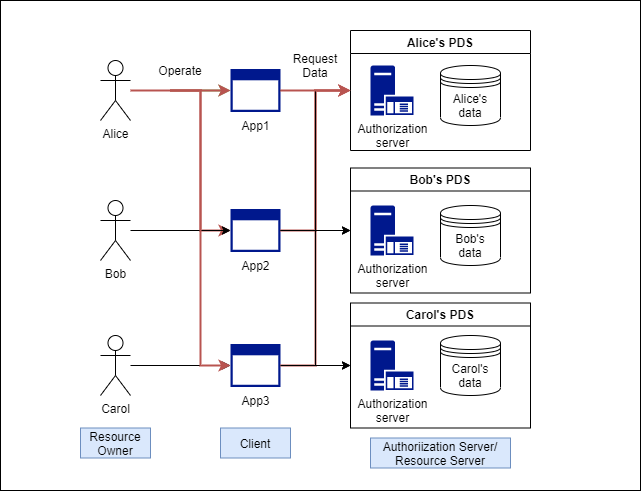 Alice's PDS
Operate
Request
Data
Alice's
data
Alice
App1
Authorization
server
Bob's PDS
Bob's
data
Bob
App2
Authorization
server
Carol's PDS
Carol's
data
Carol
App3
Authorization
server
Resource
Owner
Client
Authoriization Server/
Resource Server